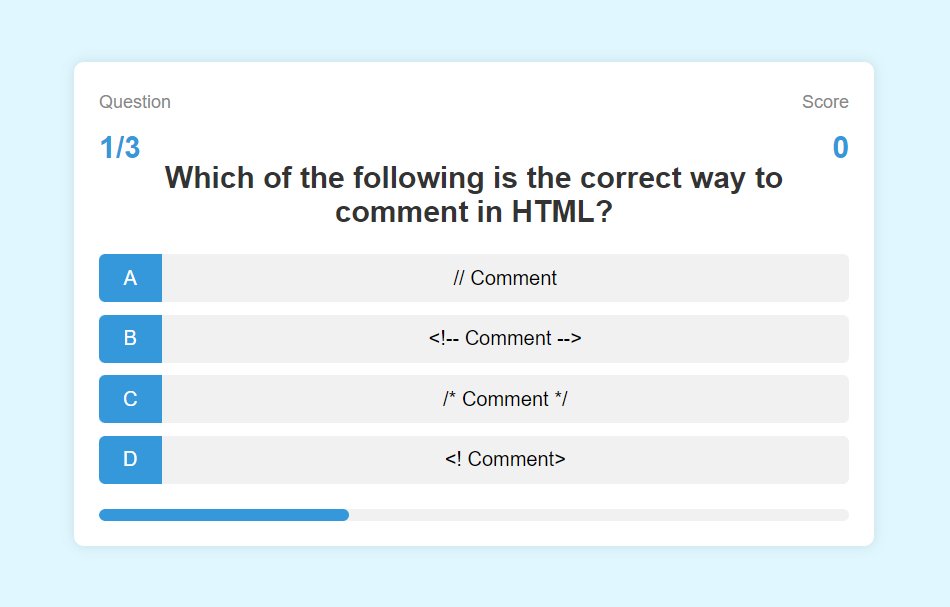 Question
Score
1/3
0
Which of the following is the correct way to
comment in HTML?
A
// Comment
B
<!-- Comment -->
C
/* Comment */
D
<! Comment>